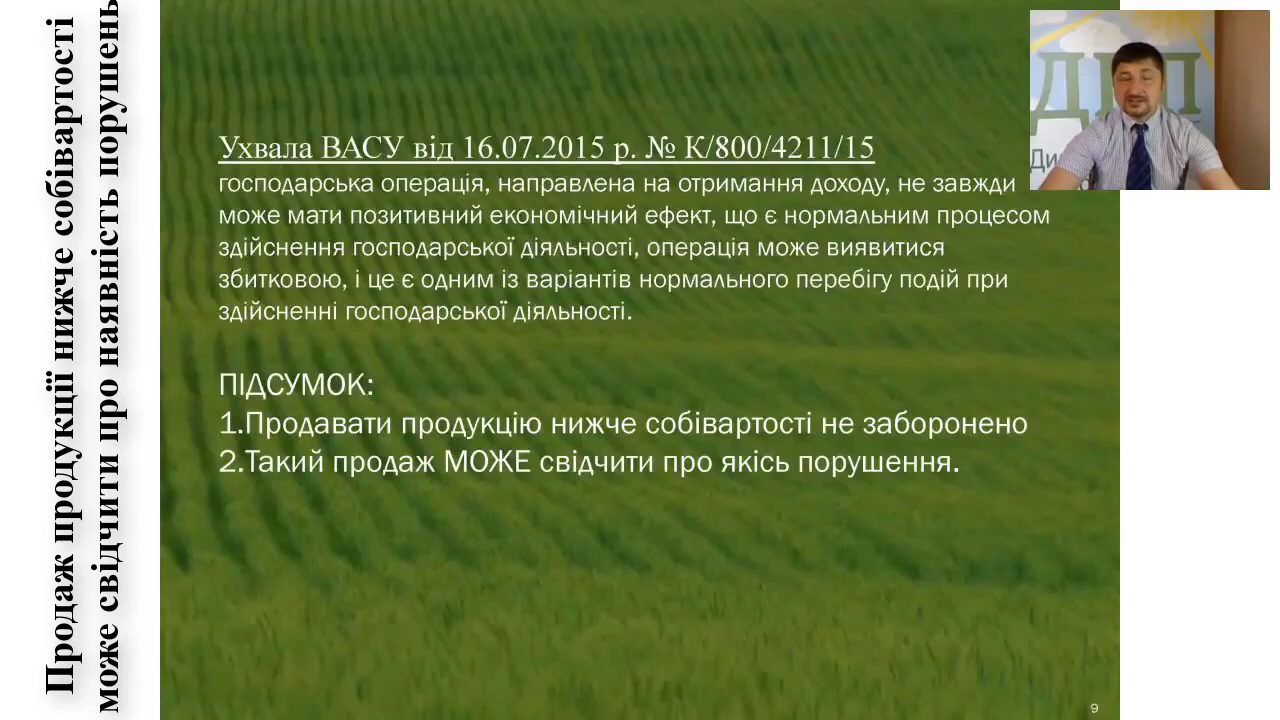 Продаж продукції нижче собівартості
може свідчити про наявність порушень
Ухвала ВАСУ від 16.07.2015 р. № К/800/4211/15
господарська операція, направлена на отримання доходу, не завжди
може мати позитивний економічний ефект, що є нормальним процесом
здійснення господарської діяльності, операція може виявитися
збитковою, і це є одним із варіантів нормального перебігу подій при
здійсненні господарської діяльності.
ПІДСУМОК:
1.Продавати продукцію нижче собівартості не заборонено
2.Такий продаж МОЖЕ свідчити про якісь порушення.
9